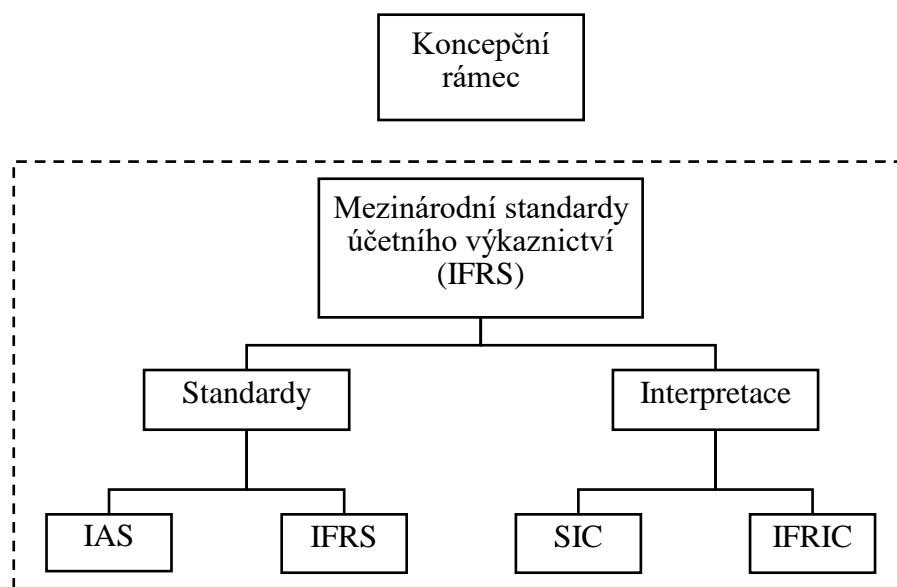 Koncepční
rámec
Mezinárodní standardy
účetního výkaznictví
(IFRS)
Standardy
Interpretace
IAS
IFRS
SIC
IFRIC